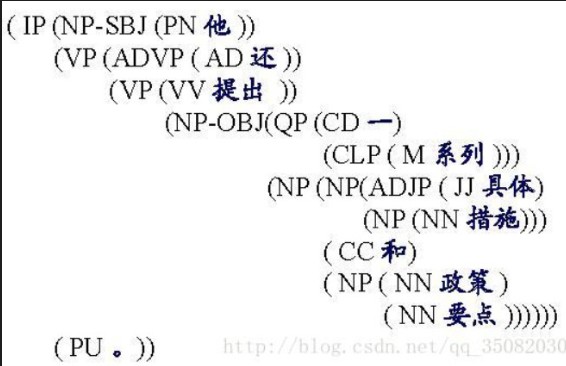 ( IP (NP-SBJ (PN 他 ))
(VP (ADVP ( AD 还 ))
(VP (VV 提出 ))
(NP-OBJ(QP (CD 一)
(CLP ( M 系列 )))
(NP (NP(ADJP ( JJ 具体)
(NP (NN 措施)))
( CC 和)
( NP ( NN 政策 )
( NN 要点 ))))))
( PU 。))
http://blog.csdn.net/qq_35082030